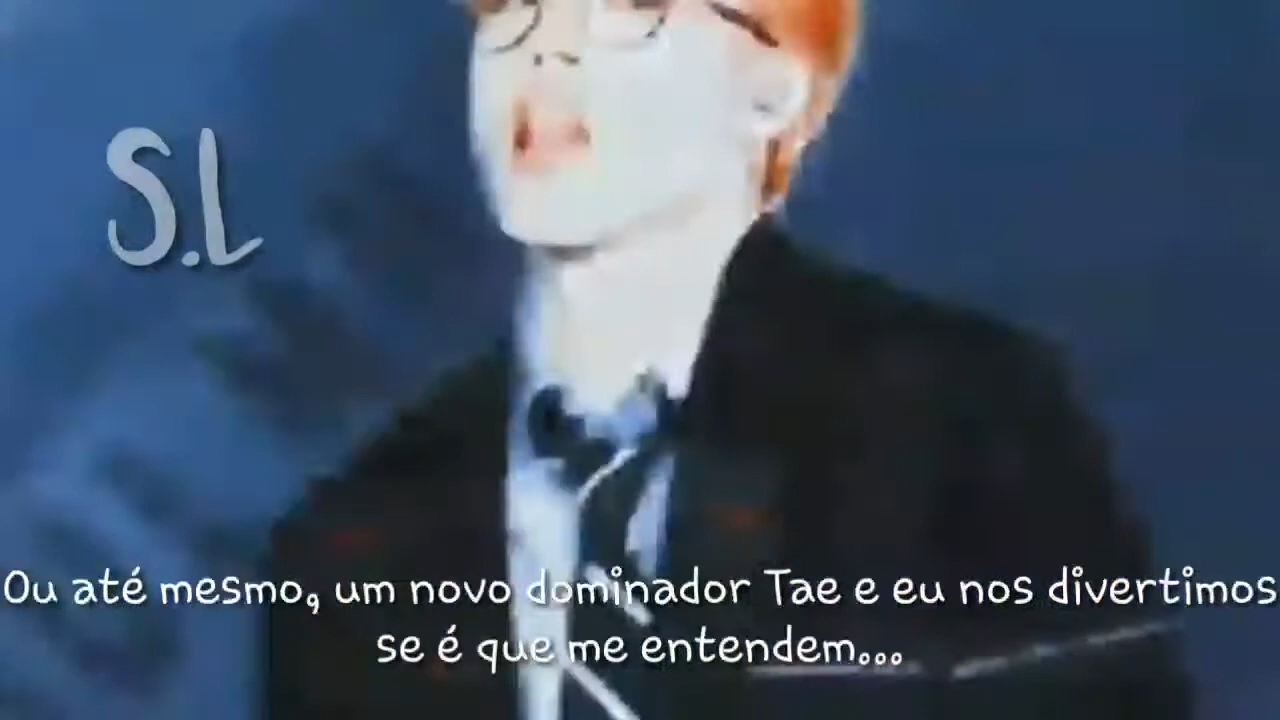 S.L
Ou até mesmo, um novo dominador Tae e eu nos divertimos
se é que me entendem...